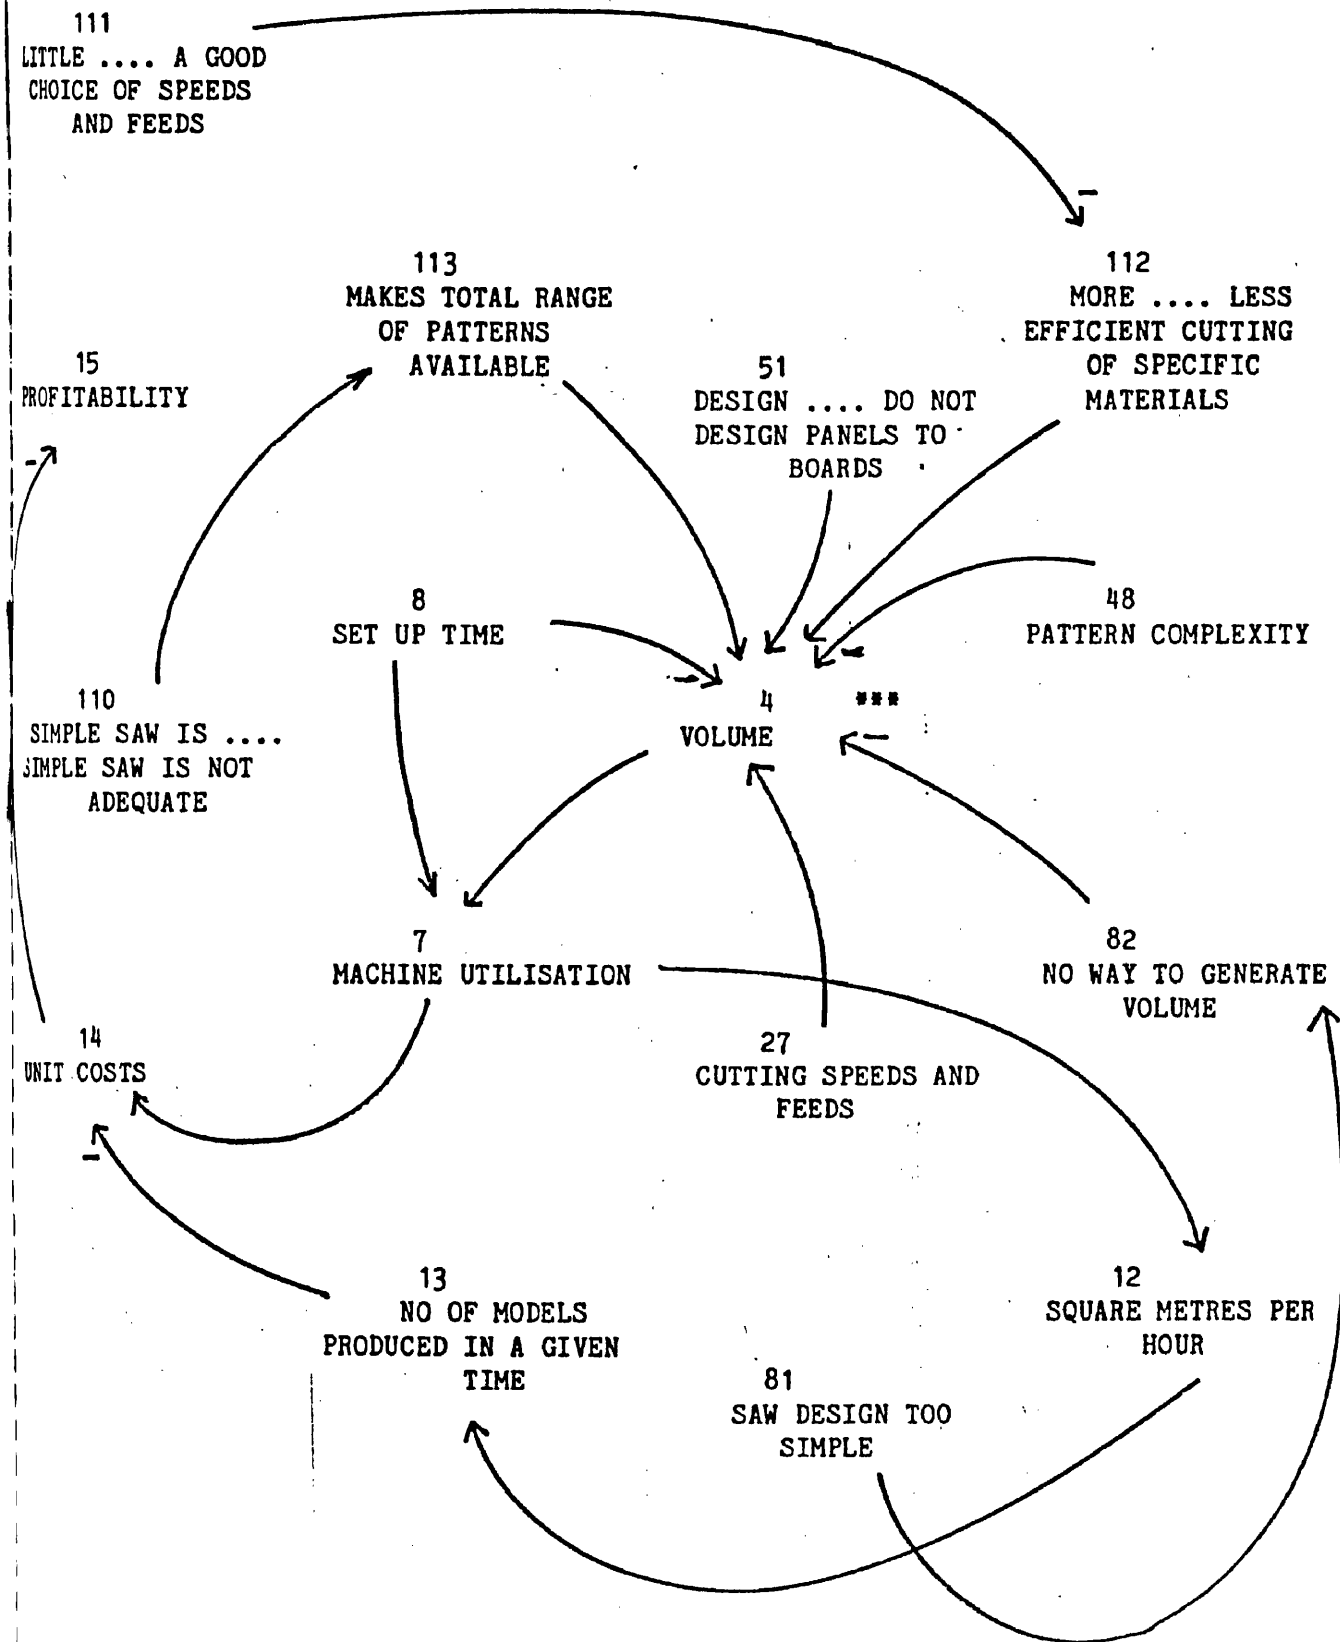 111
LITTLE .... A GOOD
CHOICE OF SPEEDS
AND FEEDS
-
113
MAKES TOTAL RANGE
OF PATTERNS
AVAILABLE
112
MORE .... LESS
EFFICIENT CUTTING
OF SPECIFIC
MATERIALS
15
PROFITABILITY
-
51
DESIGN .... DO NOT
DESIGN PANELS TO
BOARDS
8
SET UP TIME
48
PATTERN COMPLEXITY
-
-
110
SIMPLE SAW IS ....
SIMPLE SAW IS NOT
ADEQUATE
4 ***
VOLUME
-
7
MACHINE UTILISATION
82
NO WAY TO GENERATE
VOLUME
14
UNIT COSTS
-
27
CUTTING SPEEDS AND
FEEDS
13
NO OF MODELS
PRODUCED IN A GIVEN
TIME
12
SQUARE METRES PER
HOUR
81
SAW DESIGN TOO
SIMPLE